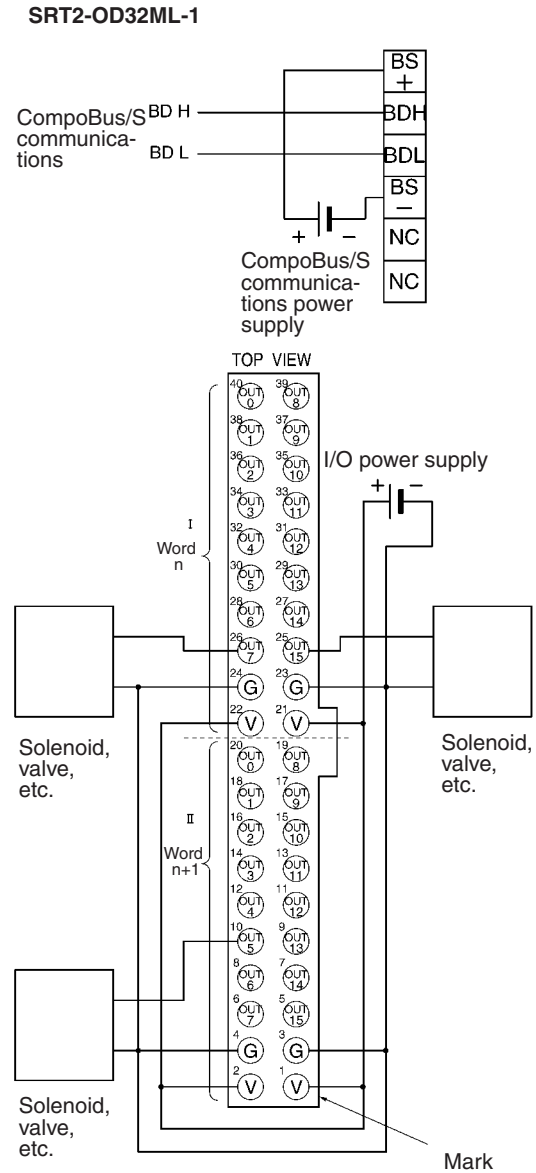 SRT2-OD32ML-1
BS
+
BDH
BDL
BS
−
NC
NC
CompoBus/S
communica-
tions
BD H
BD L
+ −
CompoBus/S
communica-
tions power
supply
TOP VIEW
40 OUT 0 39 OUT 8
38 OUT 1 37 OUT 9
36 OUT 2 35 OUT 10
34 OUT 3 33 OUT 11
32 OUT 4 31 OUT 12
30 OUT 5 29 OUT 13
28 OUT 6 27 OUT 14
26 OUT 7 25 OUT 15
24 G 23 G
22 V 21 V
20 OUT 0 19 OUT 8
18 OUT 1 17 OUT 9
16 OUT 2 15 OUT 10
14 OUT 3 13 OUT 11
12 OUT 4 11 OUT 12
10 OUT 5 9 OUT 13
8 OUT 6 7 OUT 14
6 OUT 7 5 OUT 15
4 G 3 G
2 V 1 V
I
Word
n
II
Word
n+1
I/O power supply
+ −
Solenoid,
valve,
etc.
Solenoid,
valve,
etc.
Solenoid,
valve,
etc.
Mark